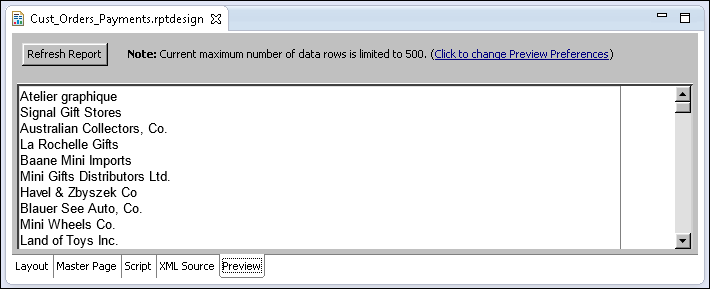 Cust_Orders_Payments.rptdesign
Refresh Report Note: Current maximum number of data rows is limited to 500. (Click to change Preview Preferences)
Atelier graphique
Signal Gift Stores
Australian Collectors, Co.
La Rochelle Gifts
Baane Mini Imports
Mini Gifts Distributors Ltd.
Havel & Zbyszek Co
Blauer See Auto, Co.
Mini Wheels Co.
Land of Toys Inc.
Layout Master Page Script XML Source Preview